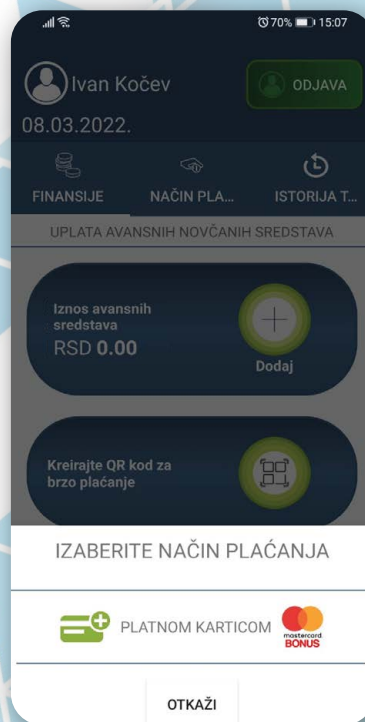 70% 15:07
Ivan Kočev
ODJAVA
08.03.2022.
FINANSIJE NAČIN PLA... ISTORIJA T...
UPLATA AVANSNIH NOVČANIH SREDSTAVA
Iznos avansnih
sredstava
RSD 0.00
Dodaj
Kreirajte QR kod za
brzo plaćanje
IZABERITE NAČIN PLAĆANJA
PLATNOM KARTICOM
mastercard
BONUS
OTKAŽI